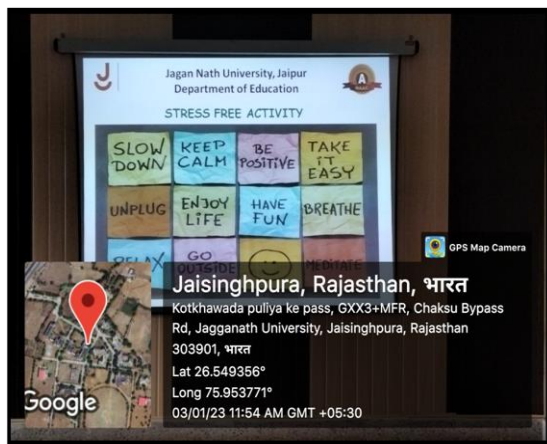 Jagan Nath University, Jaipur
Department of Education
STRESS FREE ACTIVITY
SLOW DOWN
KEEP CALM
BE POSITIVE
TAKE iT EASY
UNPLUG
ENJOY LiFE
HAVE FUN
BREATHE
RELAX
GO OUTSIDE
MEDITATE
GPS Map Camera
Jaisinghpura, Rajasthan, भारत
Kotkhawada puliya ke pass, GXX3+MFR, Chaksu Bypass
Rd, Jagganath University, Jaisinghpura, Rajasthan
303901, भारत
Lat 26.549356°
Long 75.953771°
03/01/23 11:54 AM GMT +05:30
Google